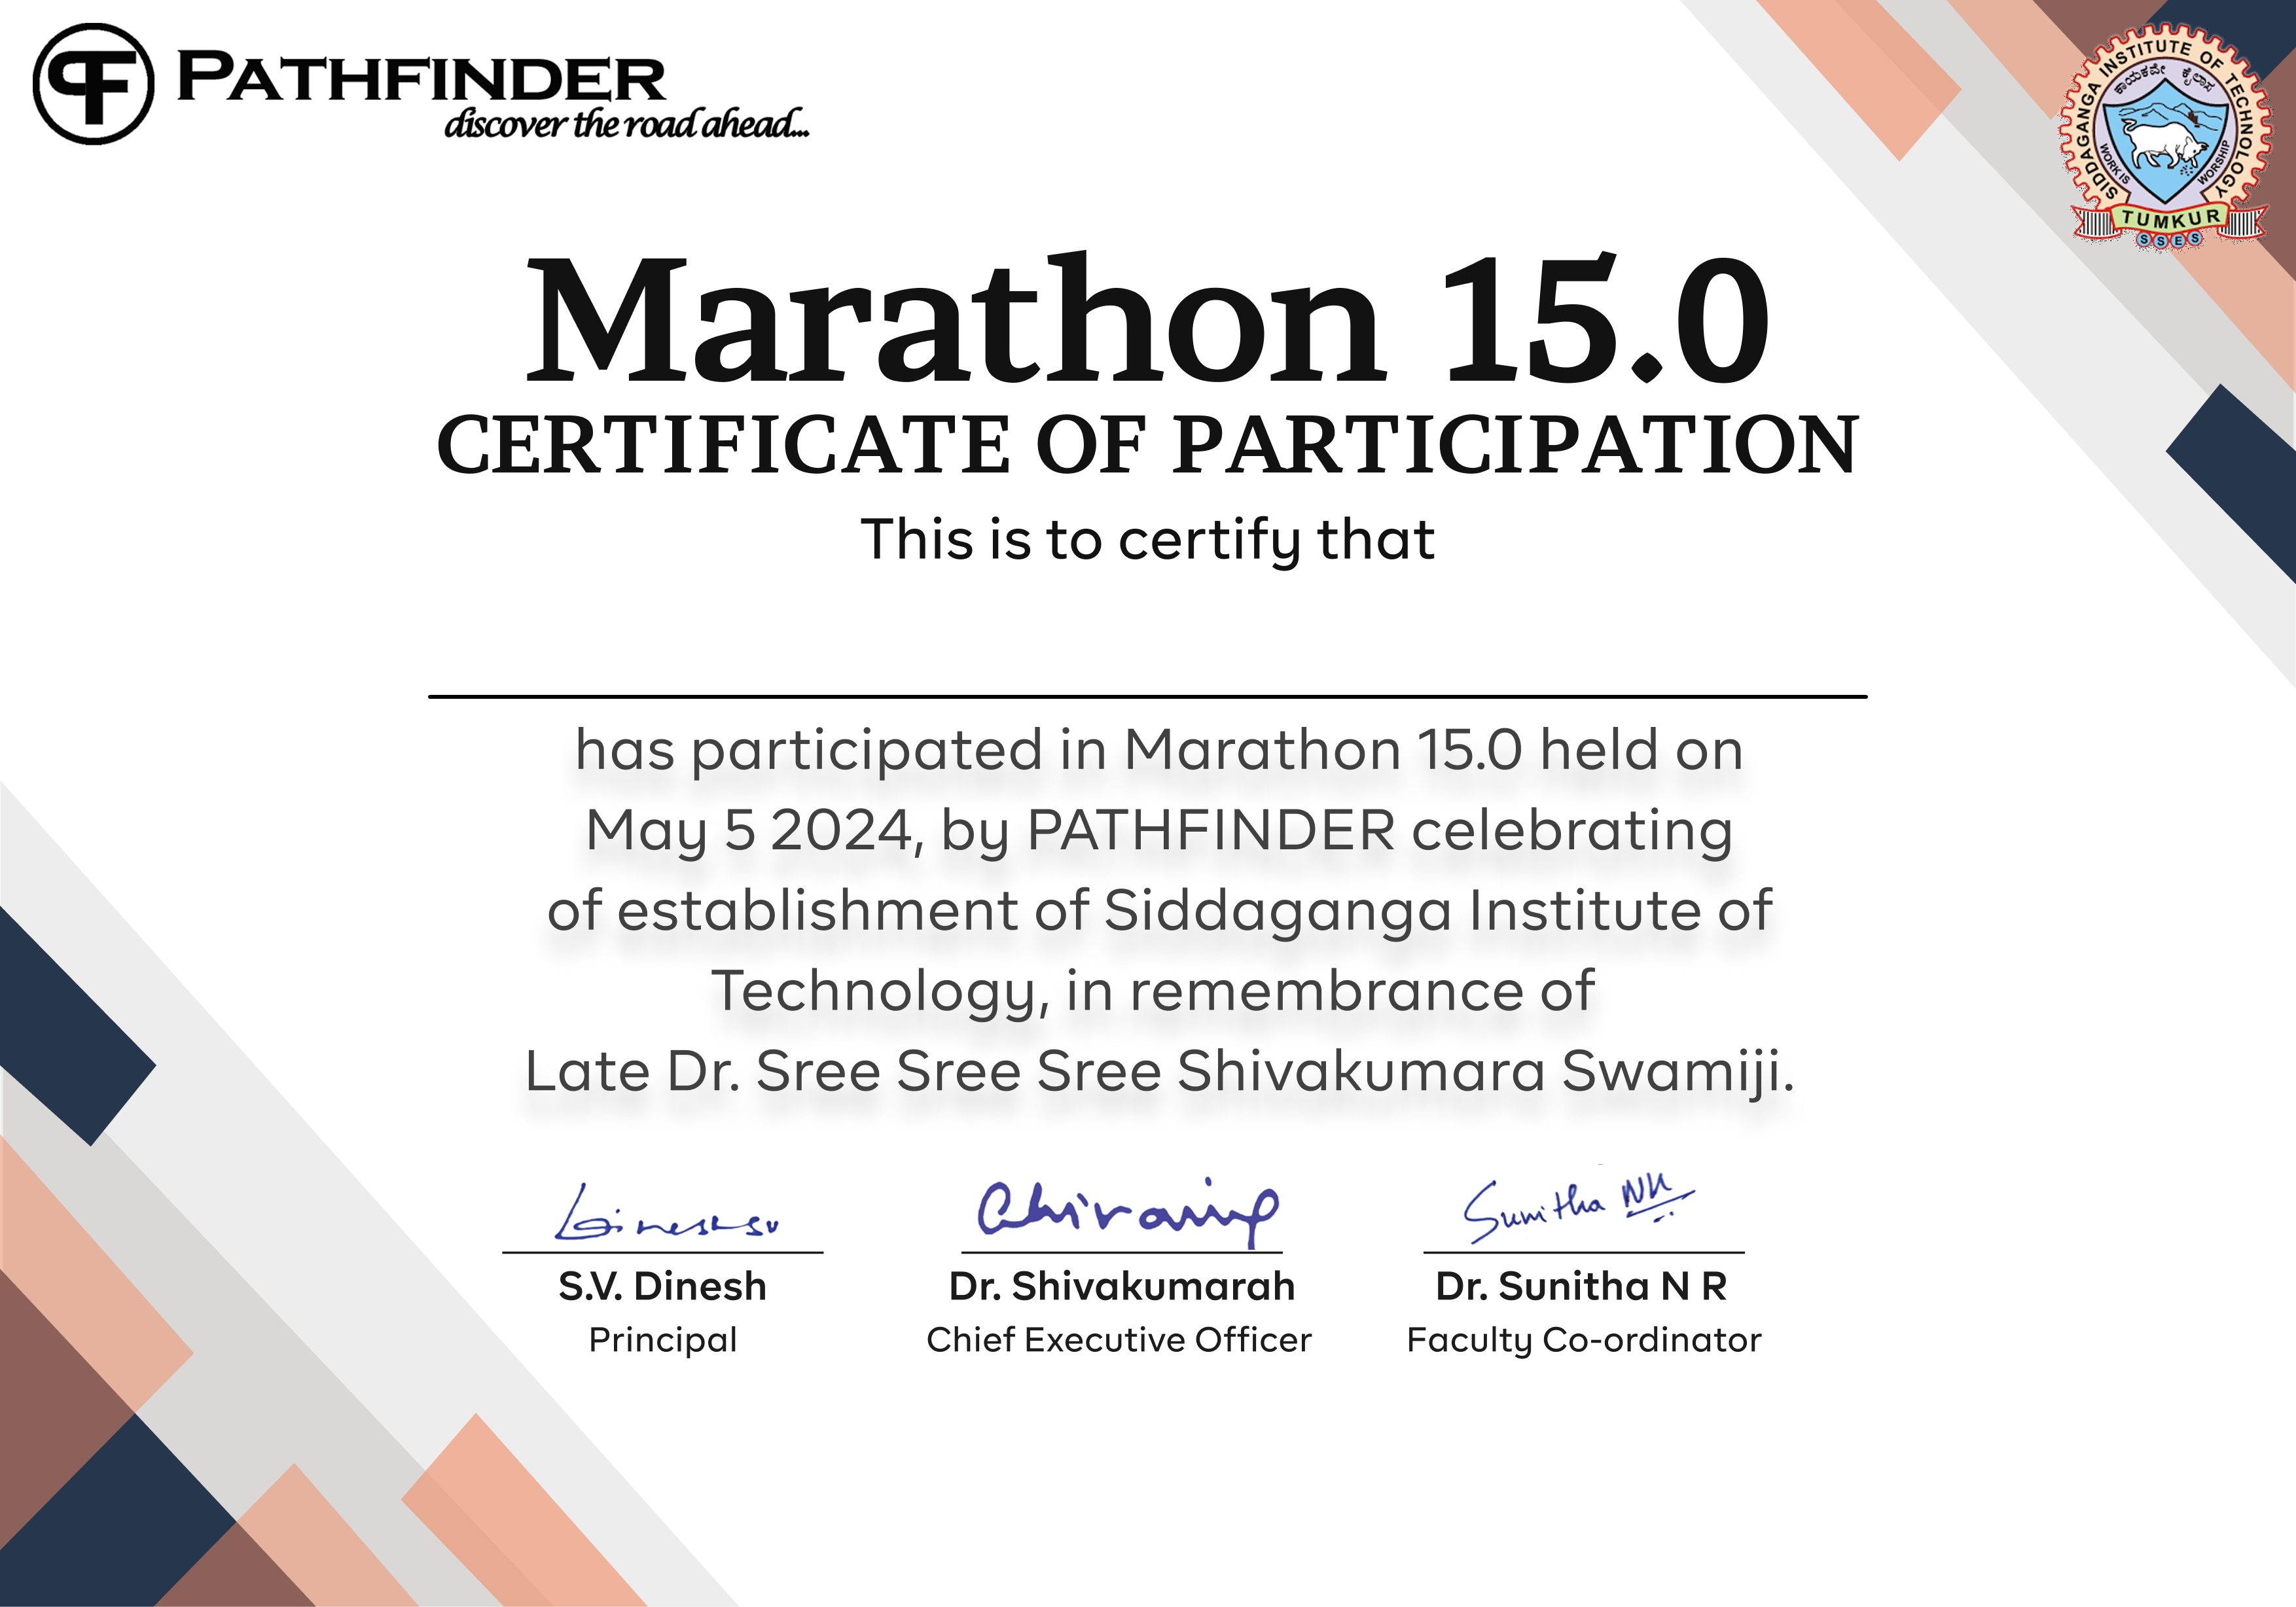 PF PATHFINDER
discover the road ahead...
SIDDAGANGA INSTITUTE OF TECHNOLOGY
ಕಾಯಕವೇ ಕೈಲಾಸ
WORK IS WORSHIP
TUMKUR
SSES
Marathon 15.0
CERTIFICATE OF PARTICIPATION
This is to certify that
has participated in Marathon 15.0 held on
May 5 2024, by PATHFINDER celebrating
of establishment of Siddaganga Institute of
Technology, in remembrance of
Late Dr. Sree Sree Sree Shivakumara Swamiji.
Sunitha NR
S.V. Dinesh
Dr. Shivakumarah
Dr. Sunitha N R
Principal
Chief Executive Officer
Faculty Co-ordinator